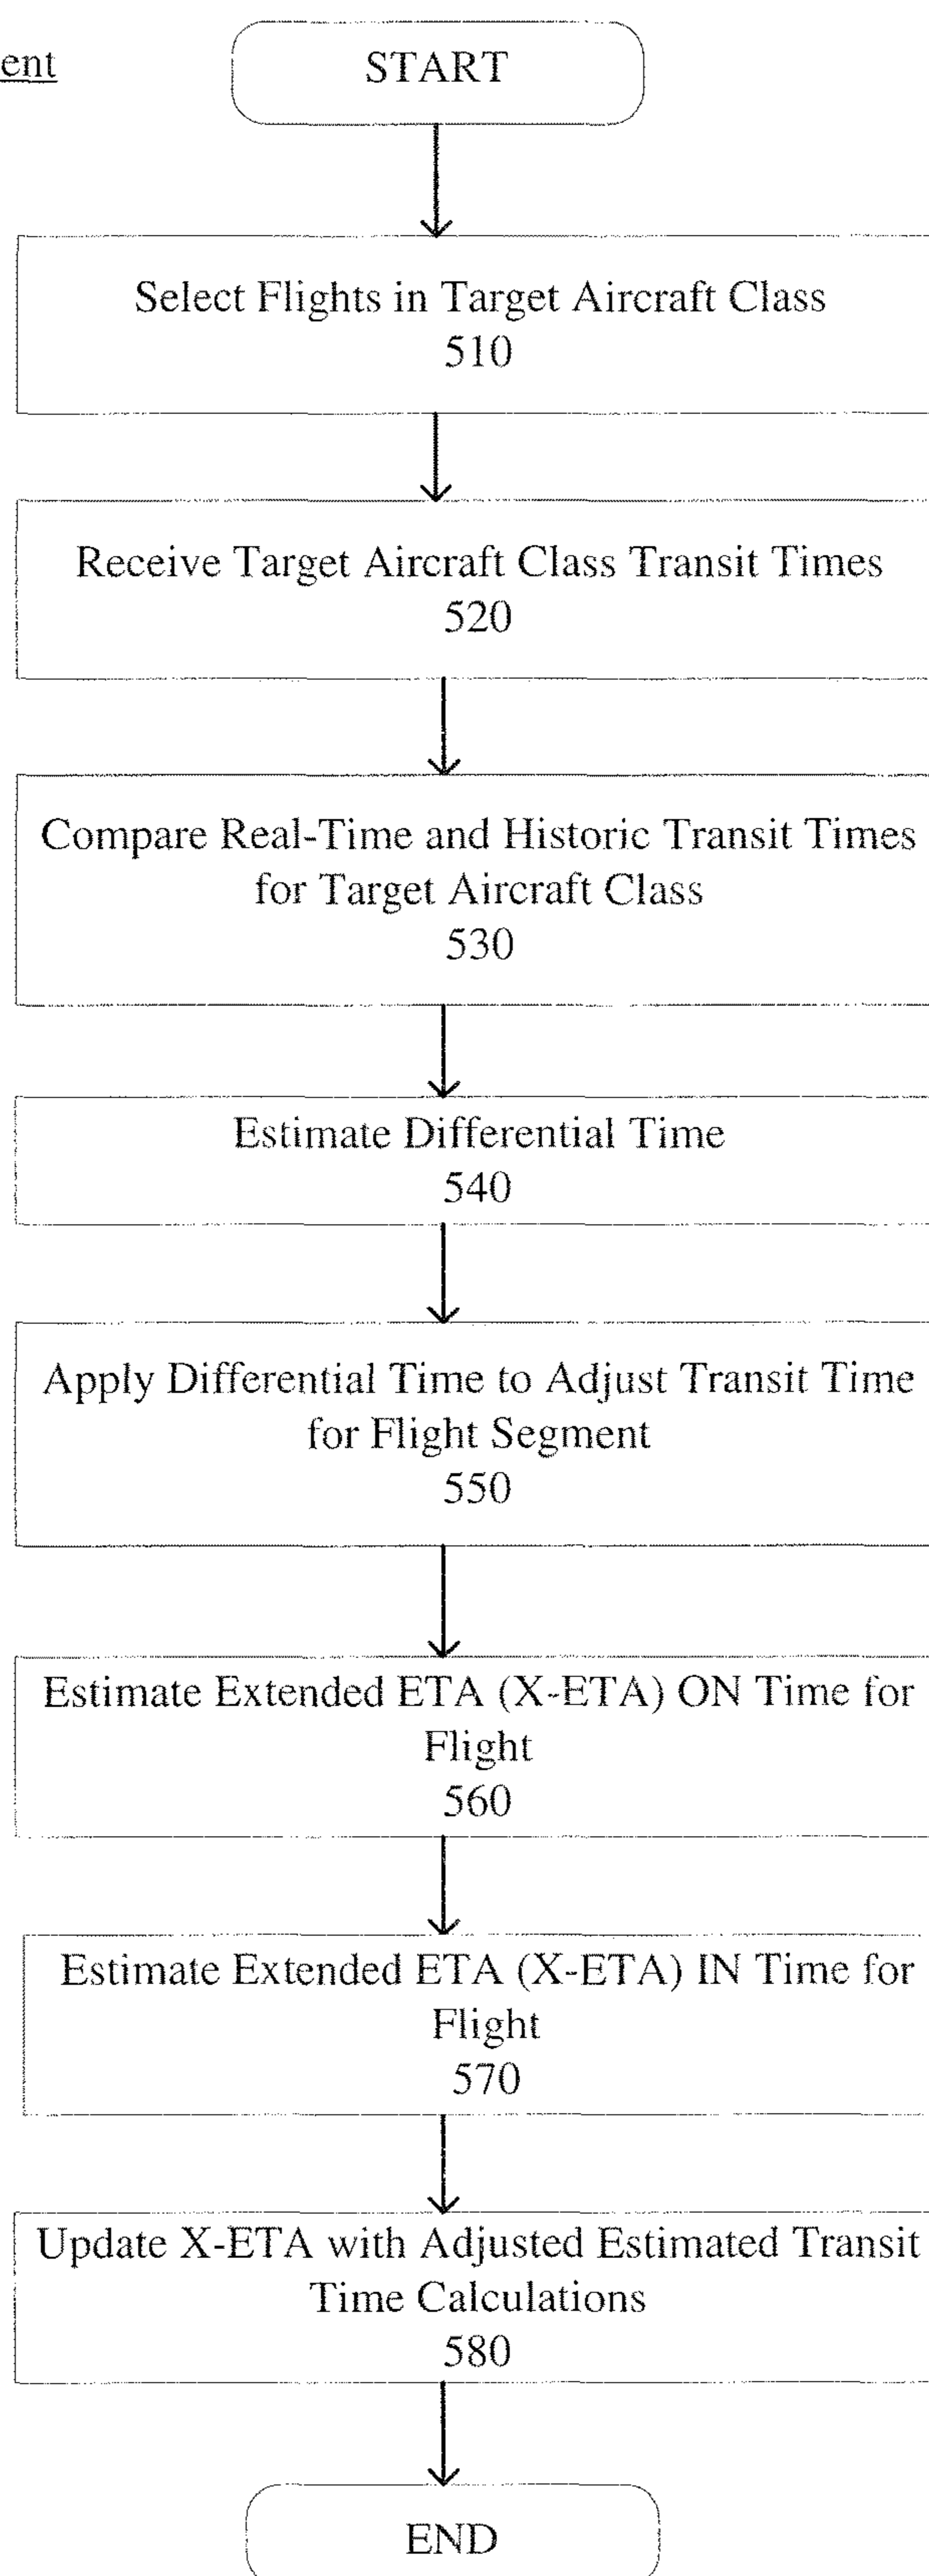 ent
START
Select Flights in Target Aircraft Class
510
Receive Target Aircraft Class Transit Times
520
Compare Real-Time and Historic Transit Times
for Target Aircraft Class
530
Estimate Differential Time
540
Apply Differential Time to Adjust Transit Time
for Flight Segment
550
Estimate Extended ETA (X-ETA) ON Time for
Flight
560
Estimate Extended ETA (X-ETA) IN Time for
Flight
570
Update X-ETA with Adjusted Estimated Transit
Time Calculations
580
END